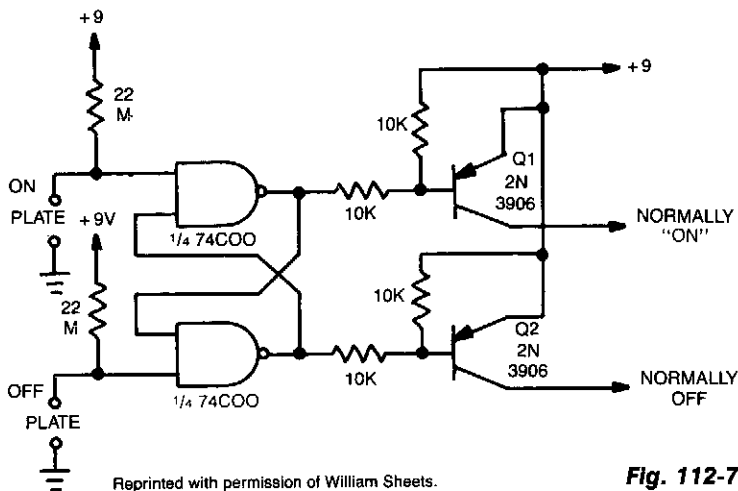 +9
22
M
+9
10K
Q1
2N
3906
ON
PLATE
10K
NORMALLY
"ON"
+9V
1/4 74COO
22
M
10K
Q2
2N
3906
10K
OFF
PLATE
1/4 74COO
NORMALLY
OFF
Reprinted with permission of William Sheets.
Fig. 112-7